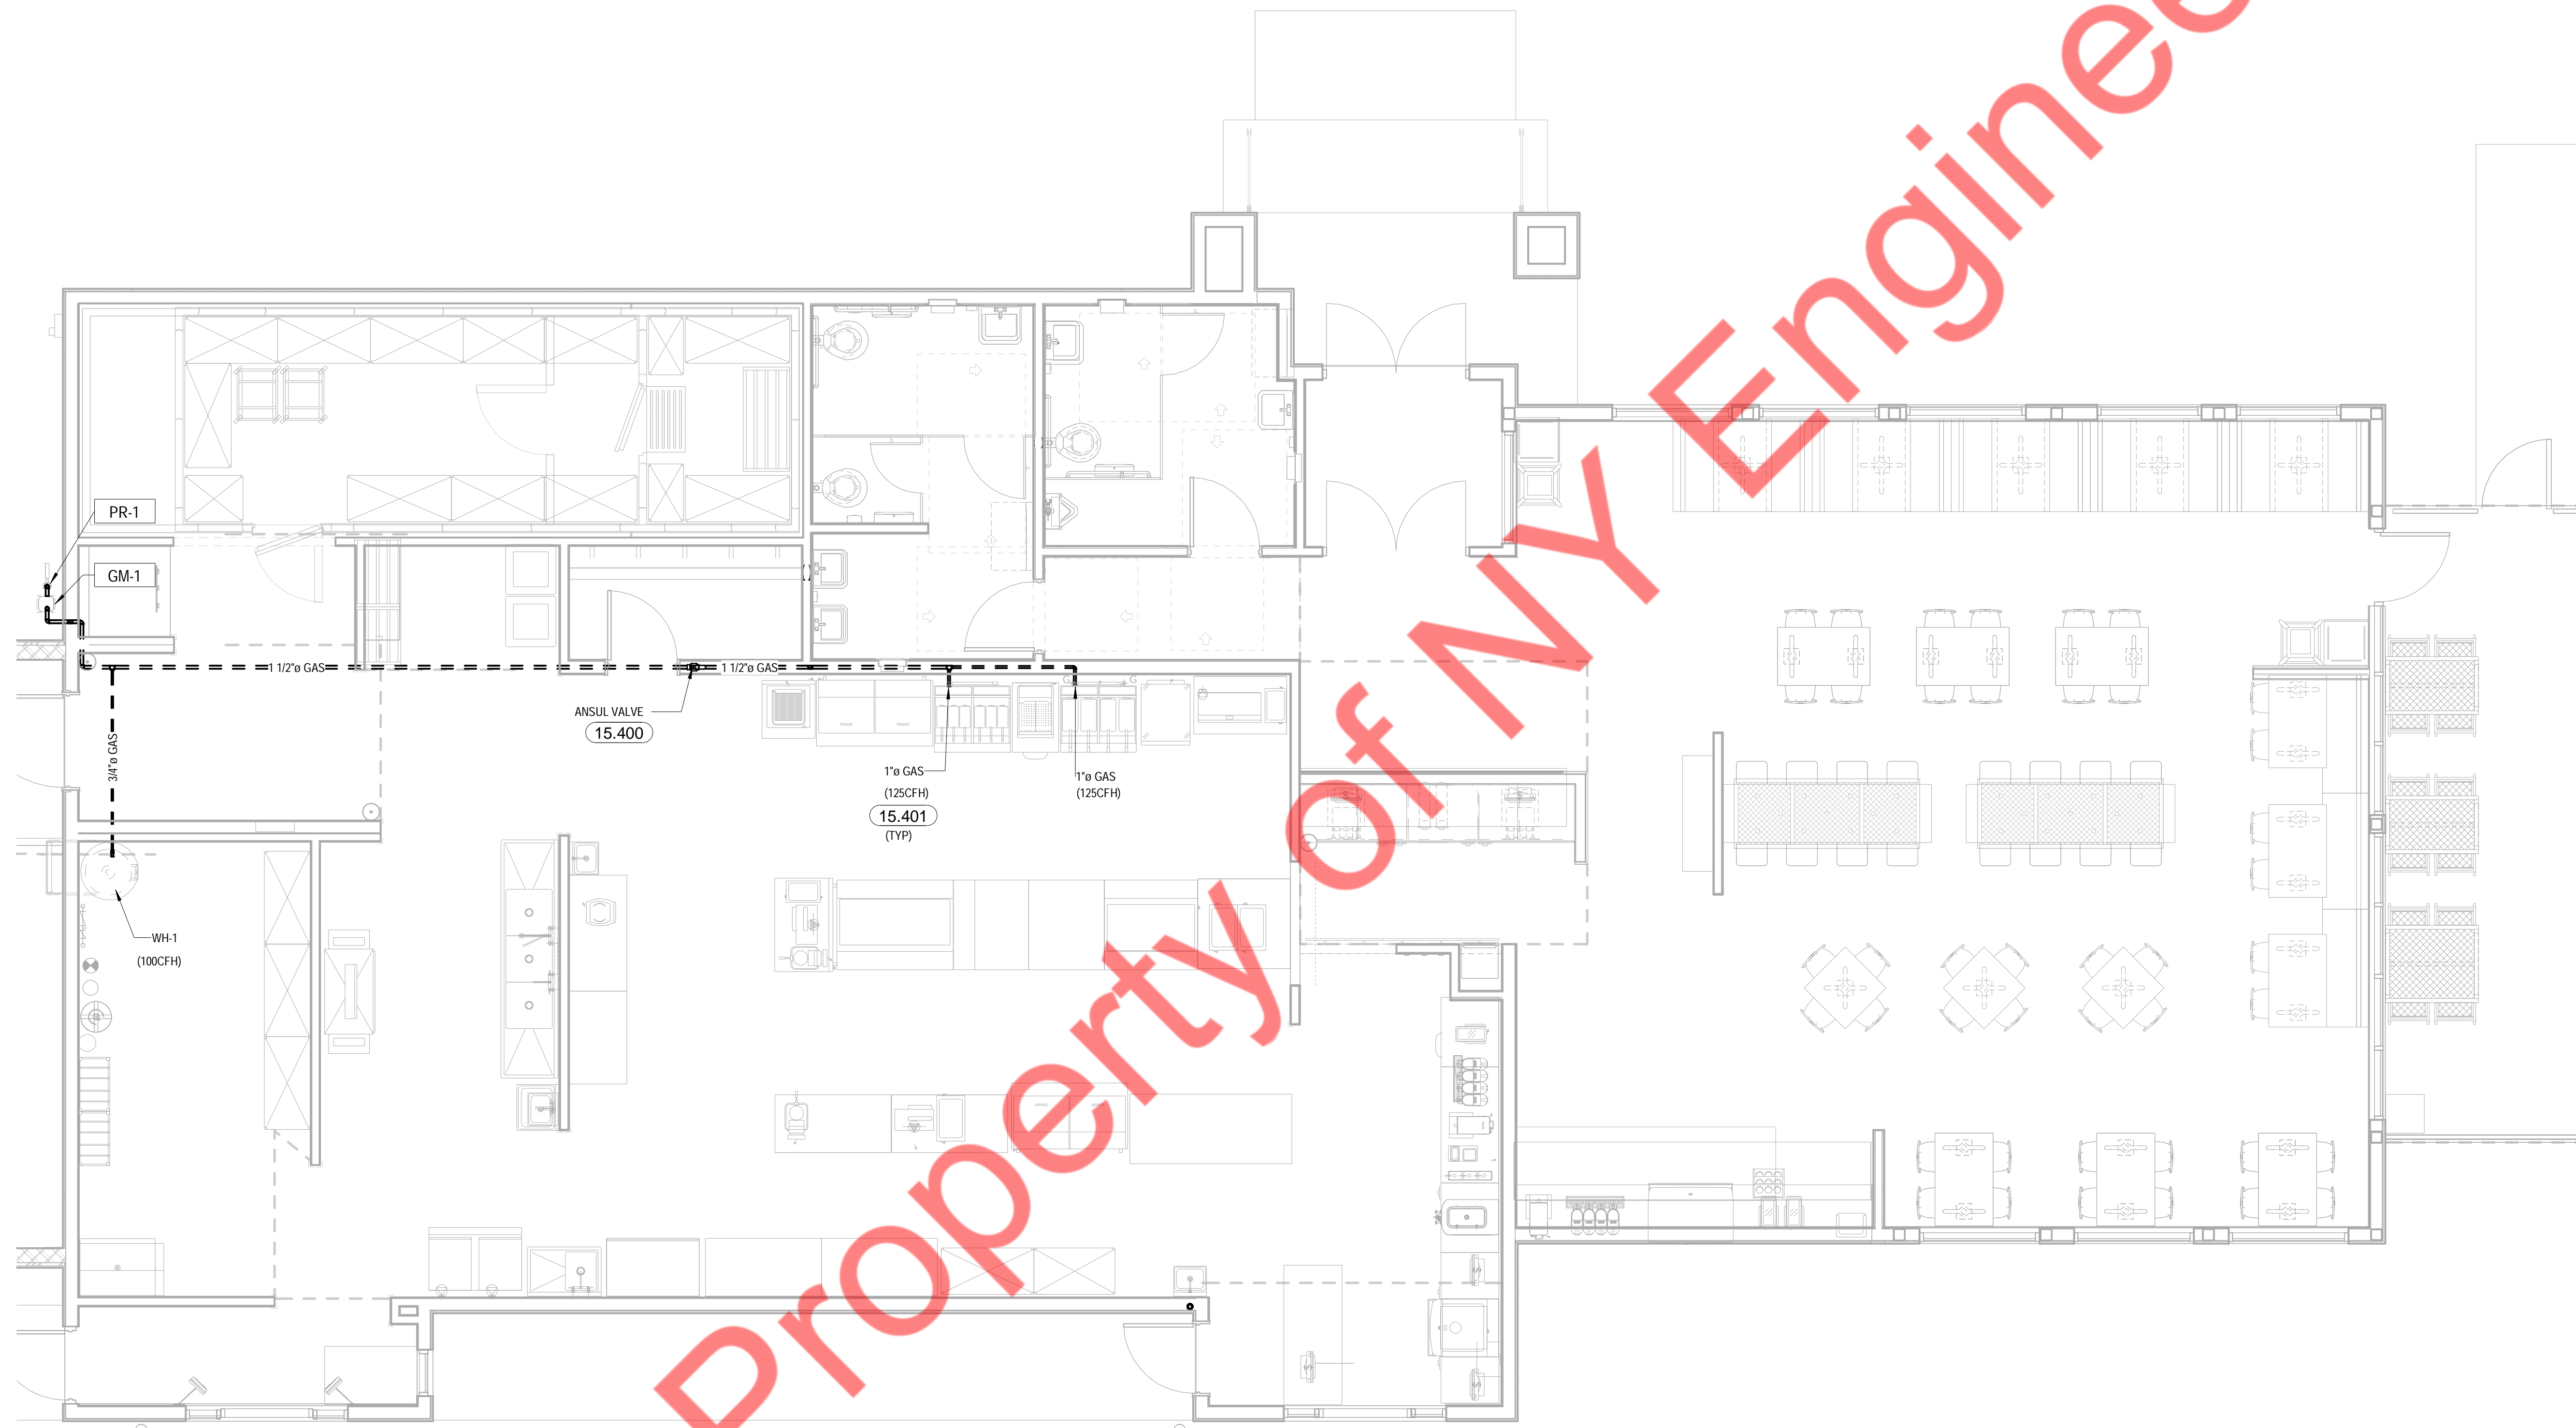 Property of NY Enginee
PR-1
GM-1
1 1/2"ø GAS
1 1/2"ø GAS
3/4"ø GAS
ANSUL VALVE
15.400
G
G
1"ø GAS
(125CFH)
15.401
(TYP)
1"ø GAS
(125CFH)
WH-1
(100CFH)